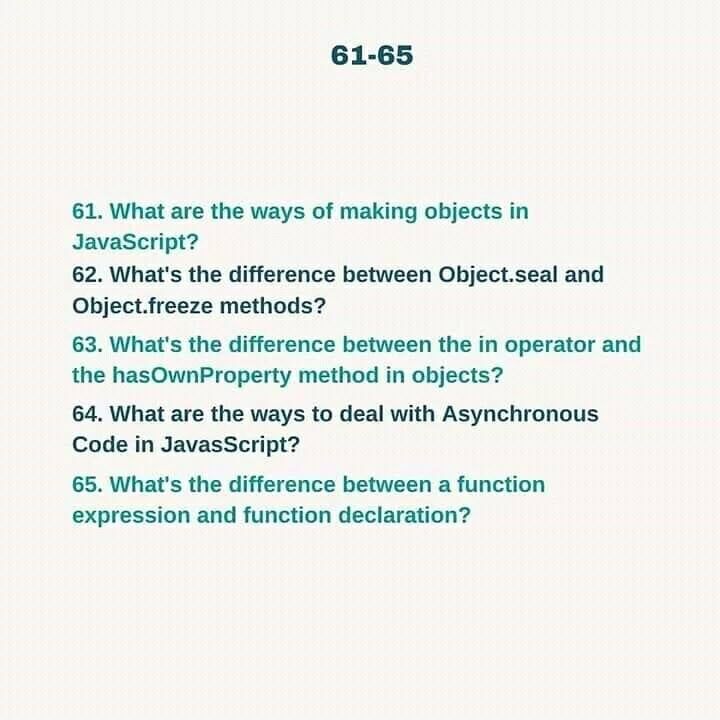 61-65
61. What are the ways of making objects in
JavaScript?
62. What's the difference between Object.seal and
Object.freeze methods?
63. What's the difference between the in operator and
the hasOwnProperty method in objects?
64. What are the ways to deal with Asynchronous
Code in JavasScript?
65. What's the difference between a function
expression and function declaration?